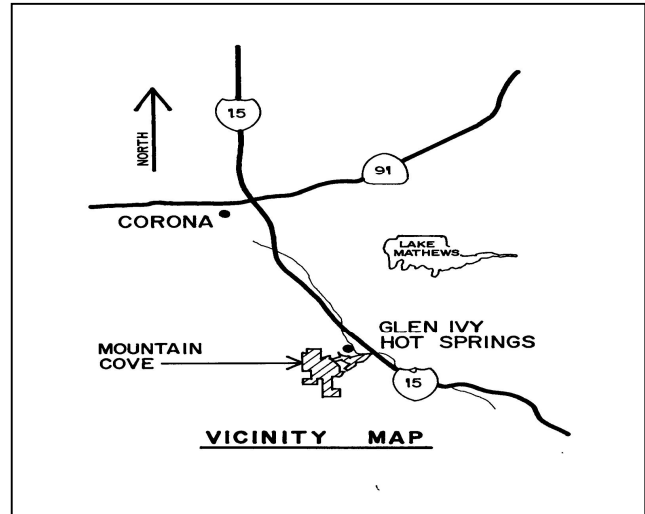 15
NORTH
91
CORONA
LAKE
MATHEWS
GLEN IVY
HOT SPRINGS
MOUNTAIN
COVE
15
VICINITY MAP